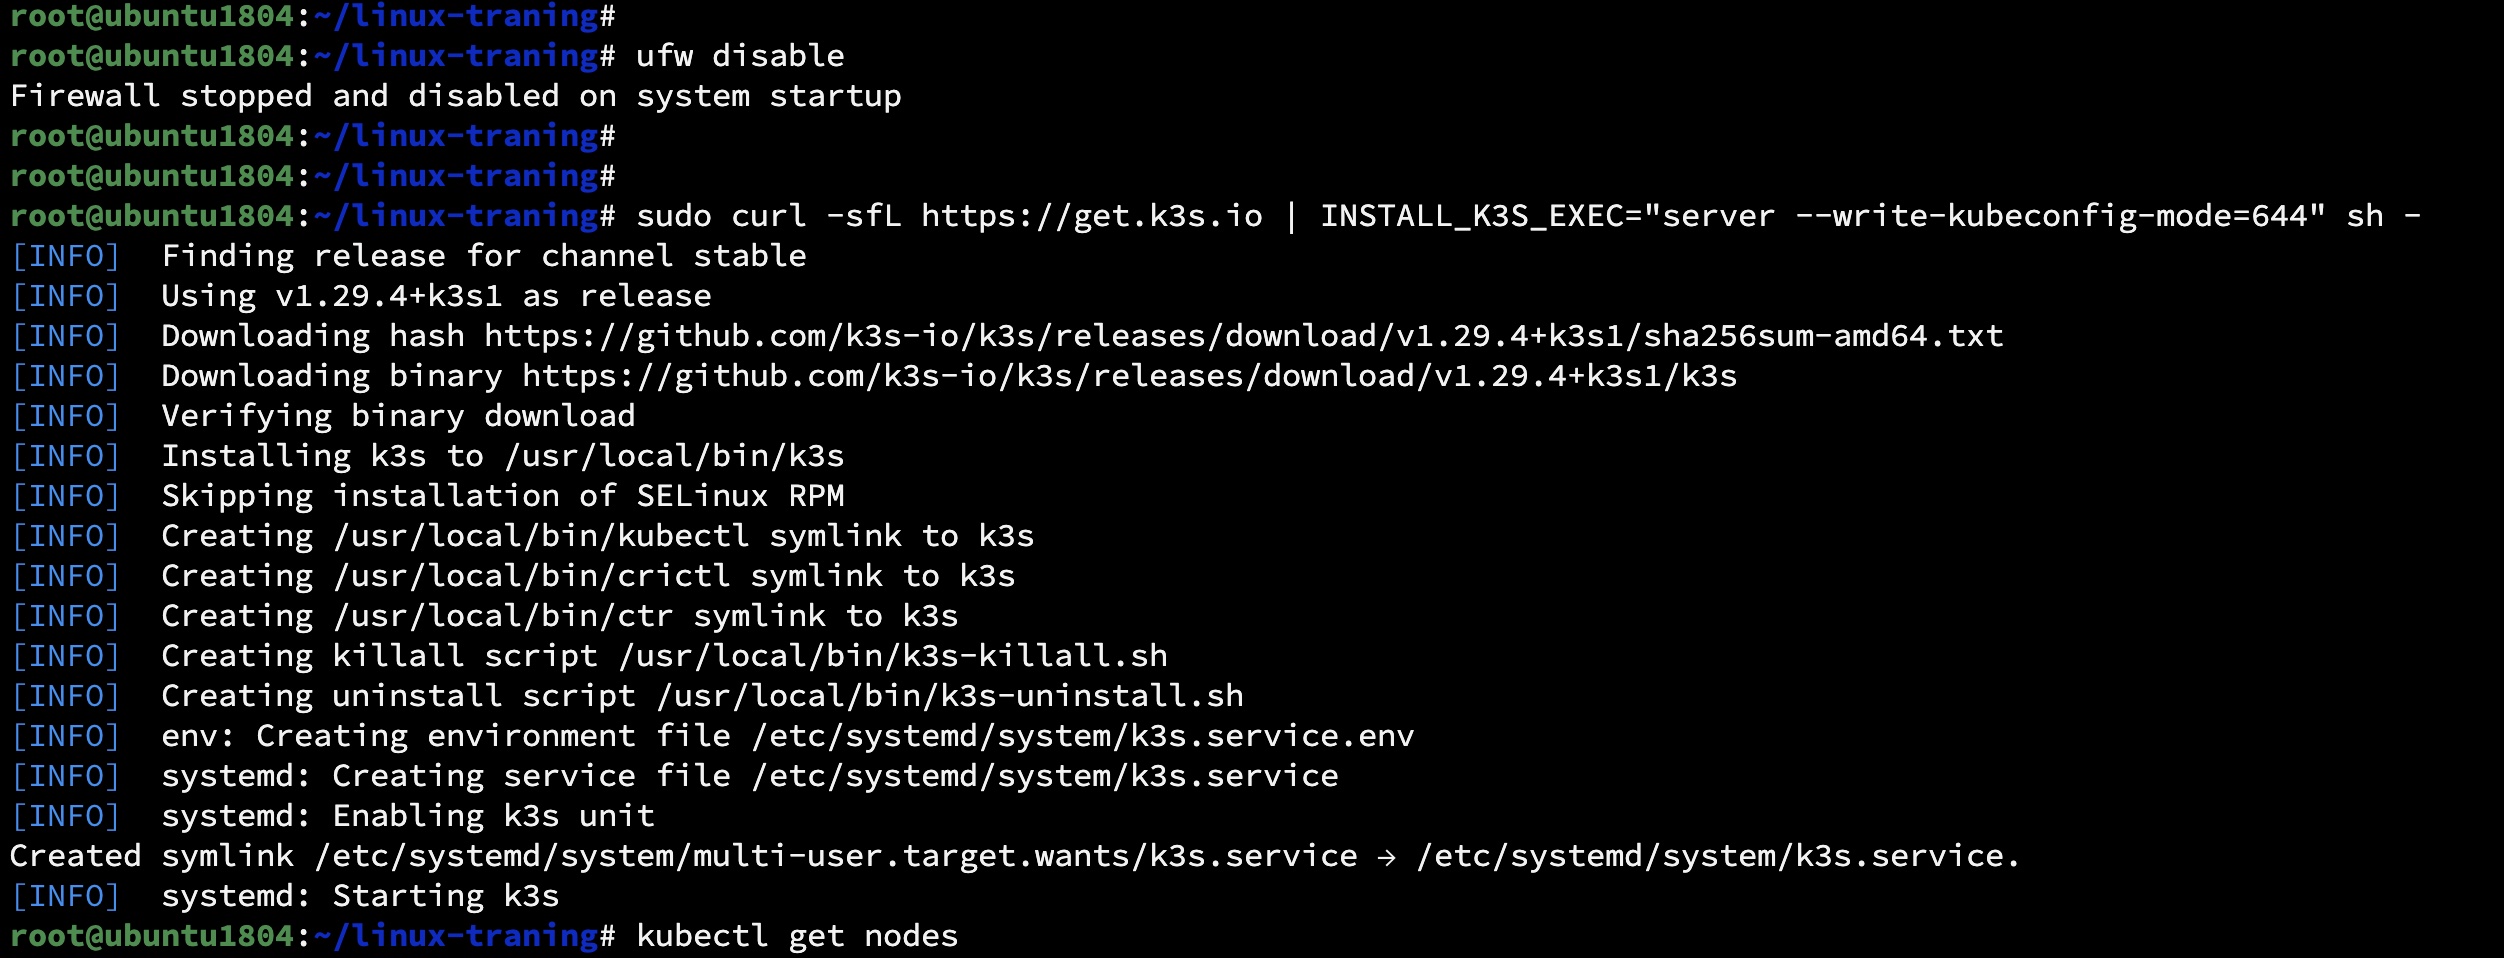 root@ubuntu1804:~/linux-traning#
root@ubuntu1804:~/linux-traning# ufw disable
Firewall stopped and disabled on system startup
root@ubuntu1804:~/linux-traning#
root@ubuntu1804:~/linux-traning#
root@ubuntu1804:~/linux-traning# sudo curl -sfL https://get.k3s.io | INSTALL_K3S_EXEC="server --write-kubeconfig-mode=644" sh -
[INFO]  Finding release for channel stable
[INFO]  Using v1.29.4+k3s1 as release
[INFO]  Downloading hash https://github.com/k3s-io/k3s/releases/download/v1.29.4+k3s1/sha256sum-amd64.txt
[INFO]  Downloading binary https://github.com/k3s-io/k3s/releases/download/v1.29.4+k3s1/k3s
[INFO]  Verifying binary download
[INFO]  Installing k3s to /usr/local/bin/k3s
[INFO]  Skipping installation of SELinux RPM
[INFO]  Creating /usr/local/bin/kubectl symlink to k3s
[INFO]  Creating /usr/local/bin/crictl symlink to k3s
[INFO]  Creating /usr/local/bin/ctr symlink to k3s
[INFO]  Creating killall script /usr/local/bin/k3s-killall.sh
[INFO]  Creating uninstall script /usr/local/bin/k3s-uninstall.sh
[INFO]  env: Creating environment file /etc/systemd/system/k3s.service.env
[INFO]  systemd: Creating service file /etc/systemd/system/k3s.service
[INFO]  systemd: Enabling k3s unit
Created symlink /etc/systemd/system/multi-user.target.wants/k3s.service → /etc/systemd/system/k3s.service.
[INFO]  systemd: Starting k3s
root@ubuntu1804:~/linux-traning# kubectl get nodes